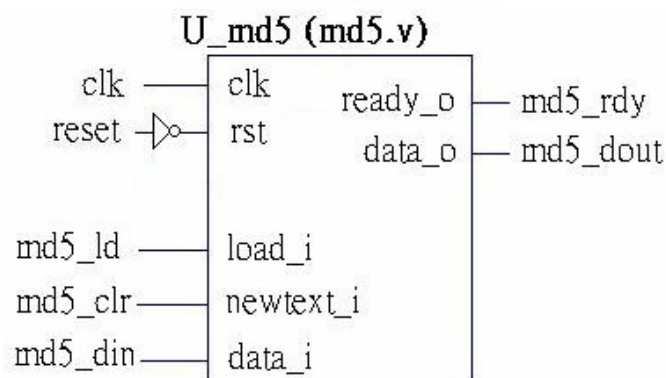 U_md5 (md5.v)
clk clk ready_o md5_rdy
reset rst data_o md5_dout
md5_ld load_i
md5_clr newtext_i
md5_din data_i